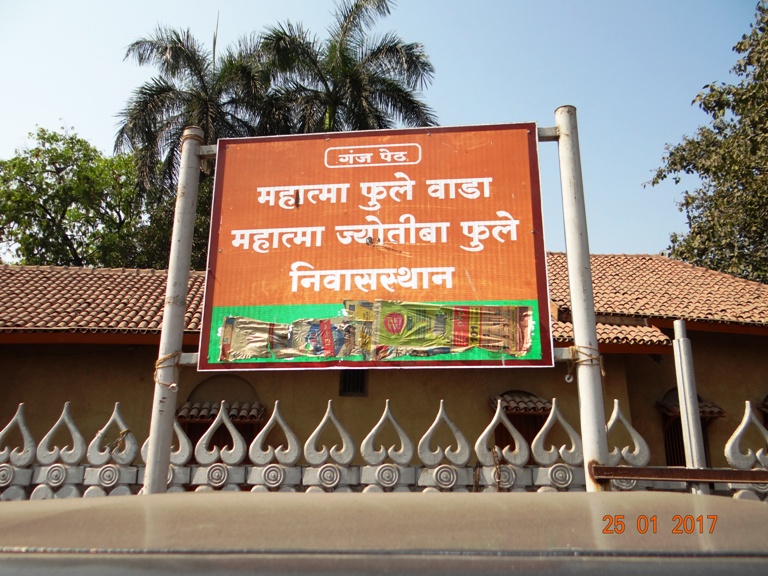 गंज पेठ
महात्मा फुले वाडा
महात्मा ज्योतीबा फुले
निवासस्थान
25 01 2017